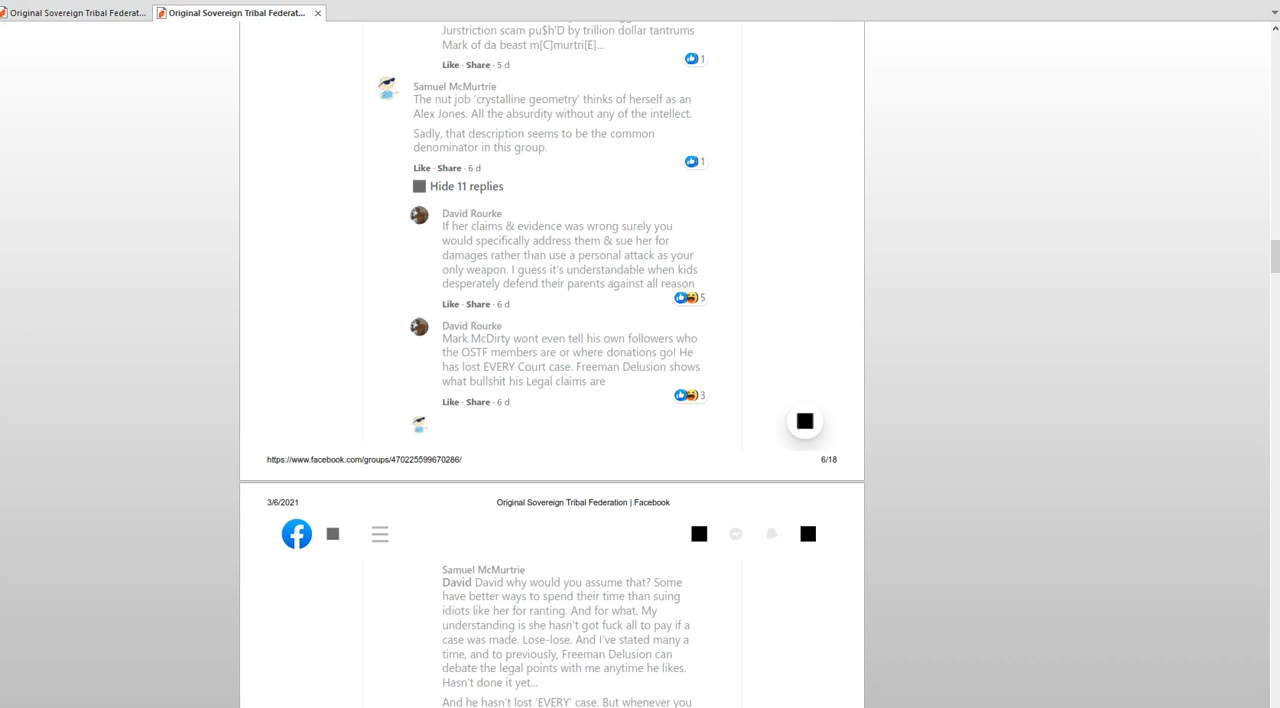 Original Sovereign Tribal Federat...
Original Sovereign Tribal Federat... ×
Jurstriction scam pu$h'D by trillion dollar tantrums
Mark of da beast m[C]murtri[E]...
Like · Share · 5 d
1
Samuel McMurtrie
The nut job 'crystalline geometry' thinks of herself as an
Alex Jones. All the absurdity without any of the intellect.
Sadly, that description seems to be the common
denominator in this group.
1
Like · Share · 6 d
Hide 11 replies
David Rourke
If her claims & evidence was wrong surely you
would specifically address them & sue her for
damages rather than use a personal attack as your
only weapon. I guess it's understandable when kids
desperately defend their parents against all reason
5
Like · Share · 6 d
David Rourke
Mark McDirty wont even tell his own followers who
the OSTF members are or where donations go! He
has lost EVERY Court case. Freeman Delusion shows
what bullshit his Legal claims are
3
Like · Share · 6 d
https://www.facebook.com/groups/470225599670286/
6/18
3/6/2021
Original Sovereign Tribal Federation | Facebook
Samuel McMurtrie
David David why would you assume that? Some
have better ways to spend their time than suing
idiots like her for ranting. And for what. My
understanding is she hasn't got fuck all to pay if a
case was made. Lose-lose. And I've stated many a
time, and to previously, Freeman Delusion can
debate the legal points with me anytime he likes.
Hasn't done it yet...
And he hasn't lost 'EVERY' case. But whenever you